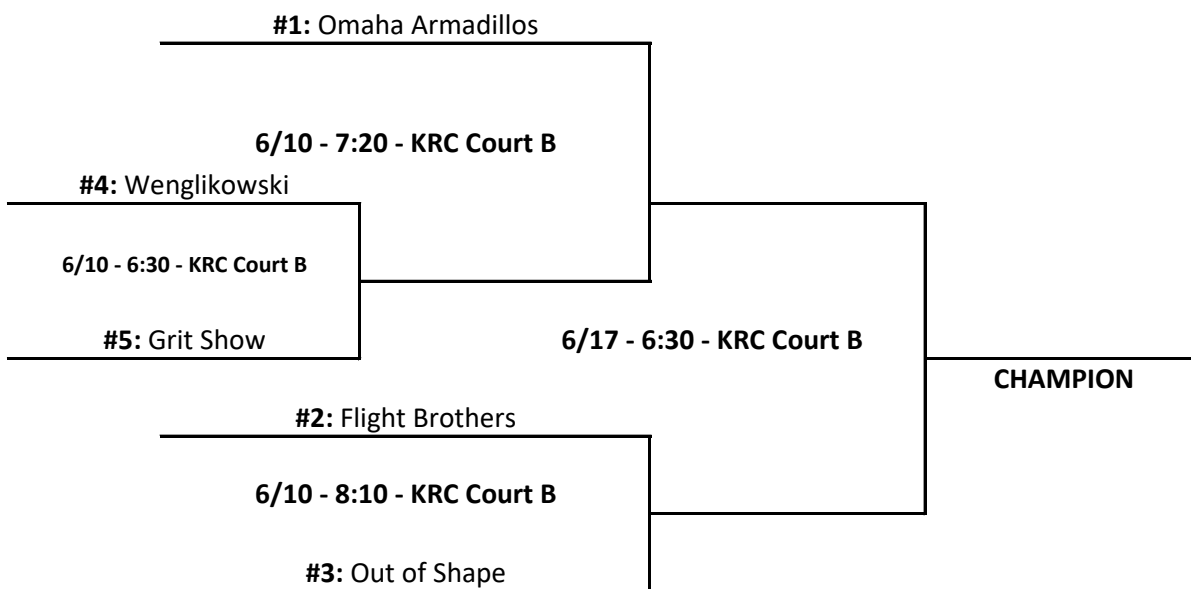 #1: Omaha Armadillos
6/10 - 7:20 - KRC Court B
#4: Wenglikowski
6/10 - 6:30 - KRC Court B
#5: Grit Show
6/17 - 6:30 - KRC Court B
CHAMPION
#2: Flight Brothers
6/10 - 8:10 - KRC Court B
#3: Out of Shape